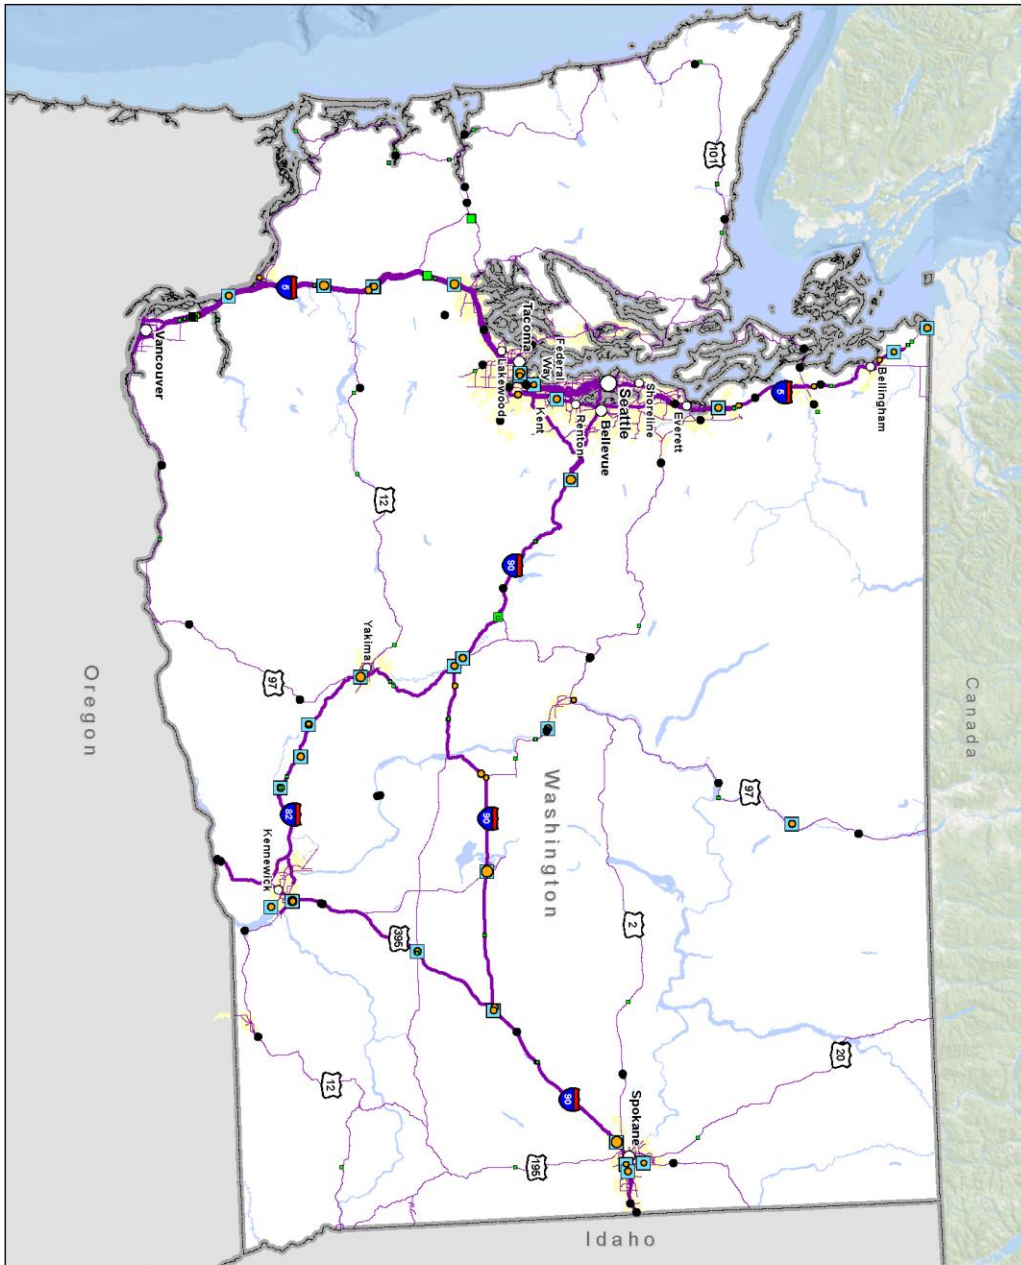 Canada
101
5
Bellingham
Everett
Shoreline
Seattle
Bellevue
Renton
Kent
Federal
Way
Tacoma
Lakewood
2
97
20
90
Washington
90
90
Spokane
12
5
Yakima
395
195
97
82
Kennewick
12
Vancouver
Oregon
Idaho